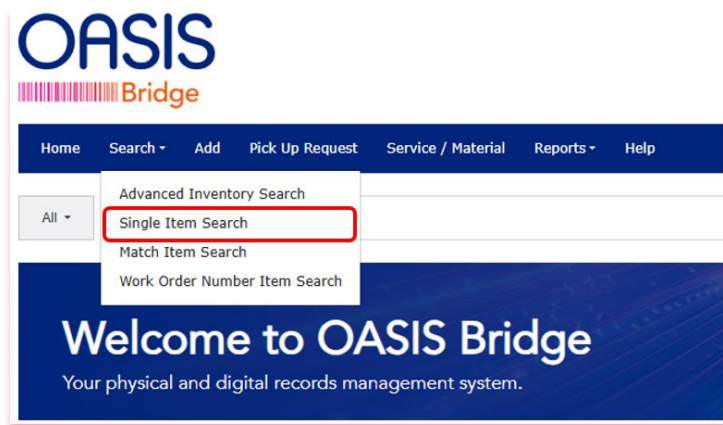 OASIS
Bridge
Home Search Add Pick Up Request Service / Material Reports Help
All
Advanced Inventory Search
Single Item Search
Match Item Search
Work Order Number Item Search
Welcome to OASIS Bridge
Your physical and digital records management system.